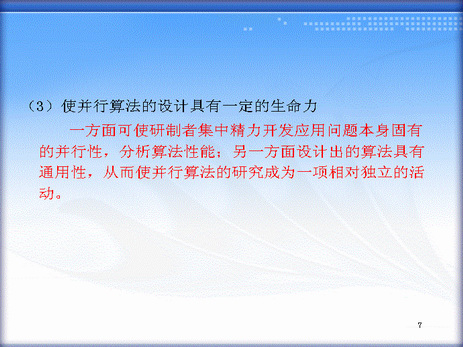 （3）使并行算法的设计具有一定的生命力
一方面可使研制者集中精力开发应用问题本身固有
的并行性，分析算法性能；另一方面设计出的算法具有
通用性，从而使并行算法的研究成为一项相对独立的活
动。
7